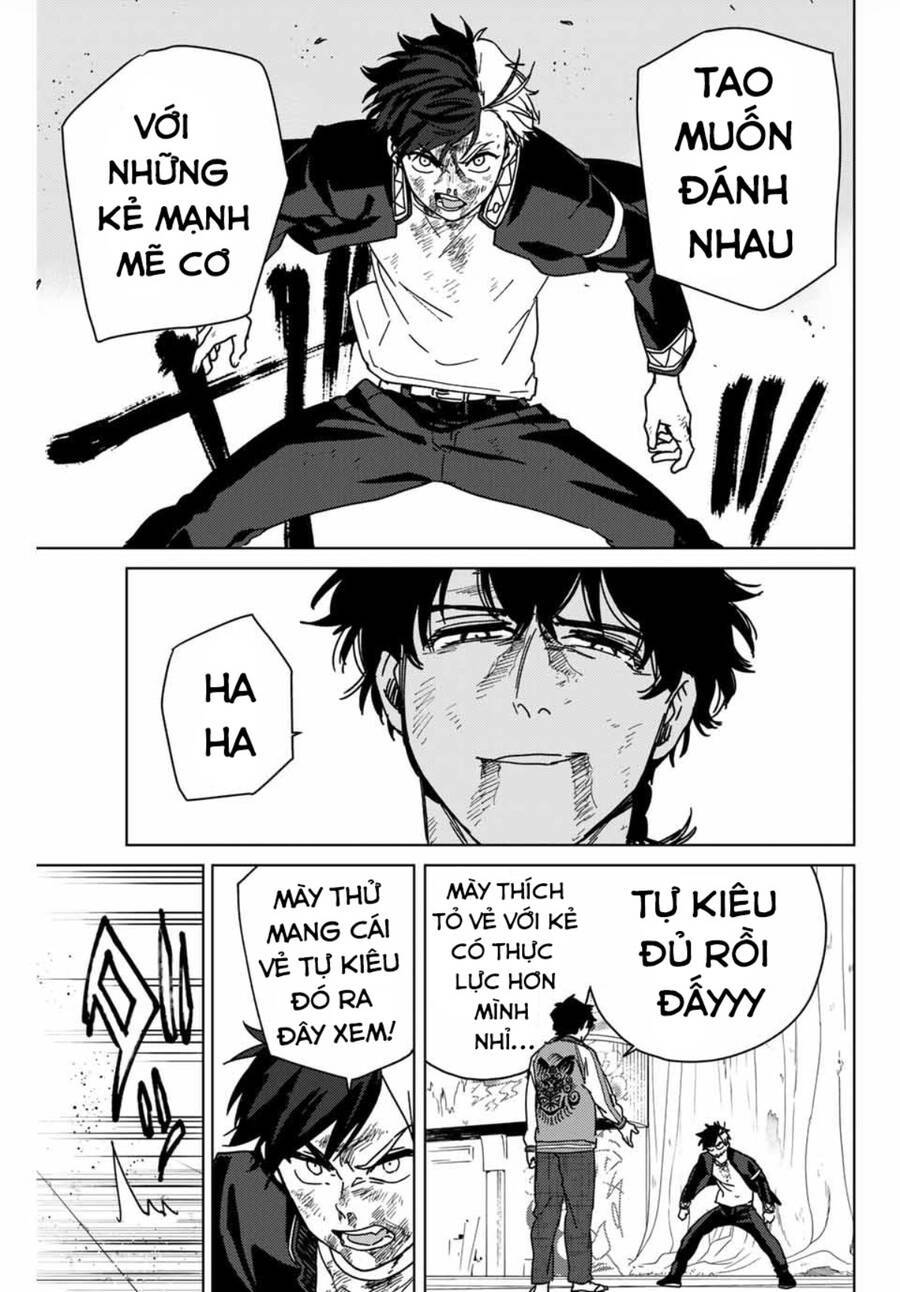 TAO
MUỐN
ĐÁNH
NHAU
VỚI
NHỮNG
KẺ MẠNH
MẼ CƠ
HA
HA
TỰ KIÊU
ĐỦ RỒI
ĐẤYYY
MÀY THÍCH
TỎ VẺ VỚI KẺ
CÓ THỰC
LỰC HƠN
MÌNH
NHỈ...
MÀY THỬ
MANG CÁI
VẺ TỰ KIÊU
ĐÓ RA
ĐÂY XEM!